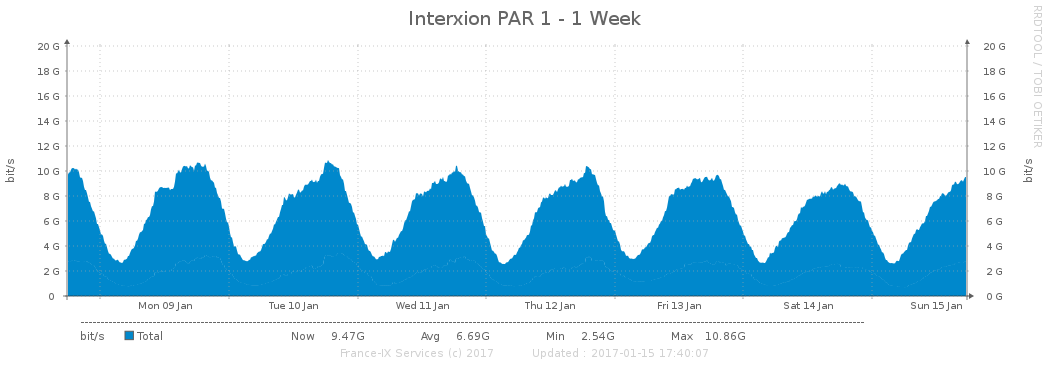 Interxion PAR 1 - 1 Week
RRDTOOL / TOBI OETIKER
bit/s
bit/s
20 G 20 G
18 G 18 G
16 G 16 G
14 G 14 G
12 G 12 G
10 G 10 G
8 G 8 G
6 G 6 G
4 G 4 G
2 G 2 G
0 0 G
Mon 09 Jan Tue 10 Jan Wed 11 Jan Thu 12 Jan Fri 13 Jan Sat 14 Jan Sun 15 Jan
bit/s Total Now 9.47G Avg 6.69G Min 2.54G Max 10.86G
France-IX Services (c) 2017 Updated : 2017-01-15 17:40:07